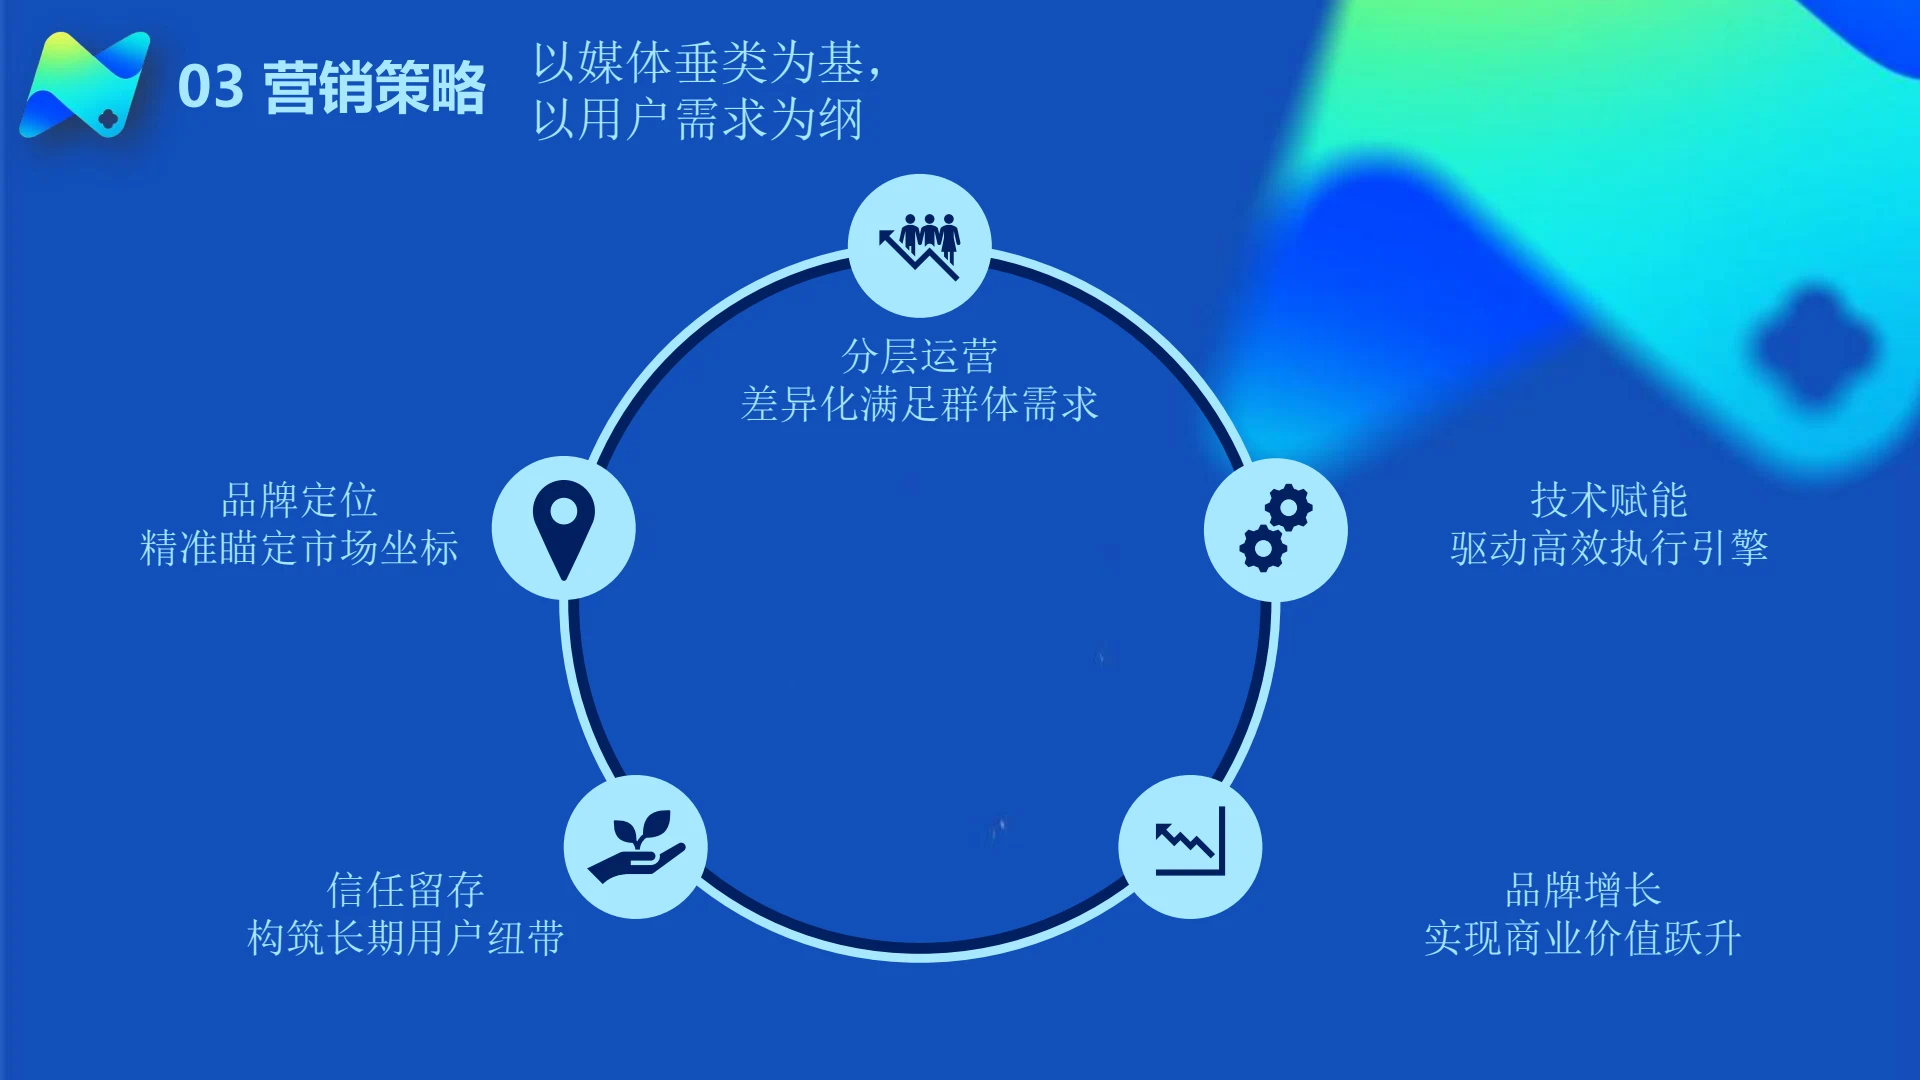 03 营销策略
以媒体垂类为基，
以用户需求为纲
分层运营
差异化满足群体需求
品牌定位
精准瞄定市场坐标
技术赋能
驱动高效执行引擎
信任留存
构筑长期用户纽带
品牌增长
实现商业价值跃升